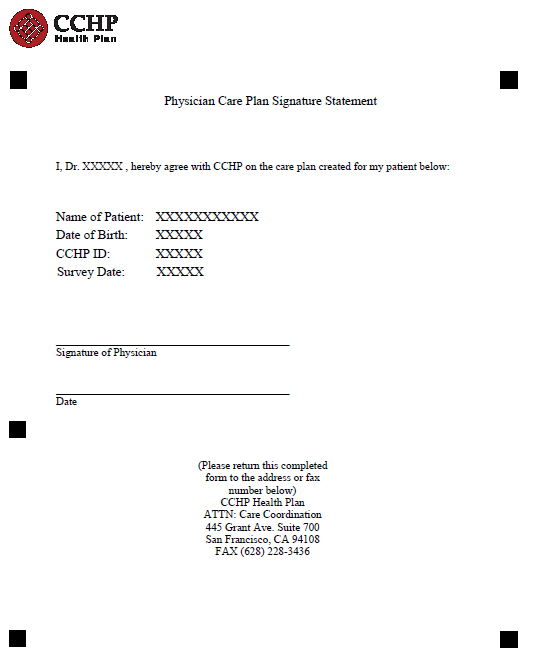 CCHP
Health Plan
Physician Care Plan Signature Statement
I, Dr. XXXXX , hereby agree with CCHP on the care plan created for my patient below:
Name of Patient: XXXXXXXXXXX
Date of Birth: XXXXX
CCHP ID: XXXXX
Survey Date: XXXXX
Signature of Physician
Date
(Please return this completed
form to the address or fax
number below)
CCHP Health Plan
ATTN: Care Coordination
445 Grant Ave. Suite 700
San Francisco, CA 94108
FAX (628) 228-3436